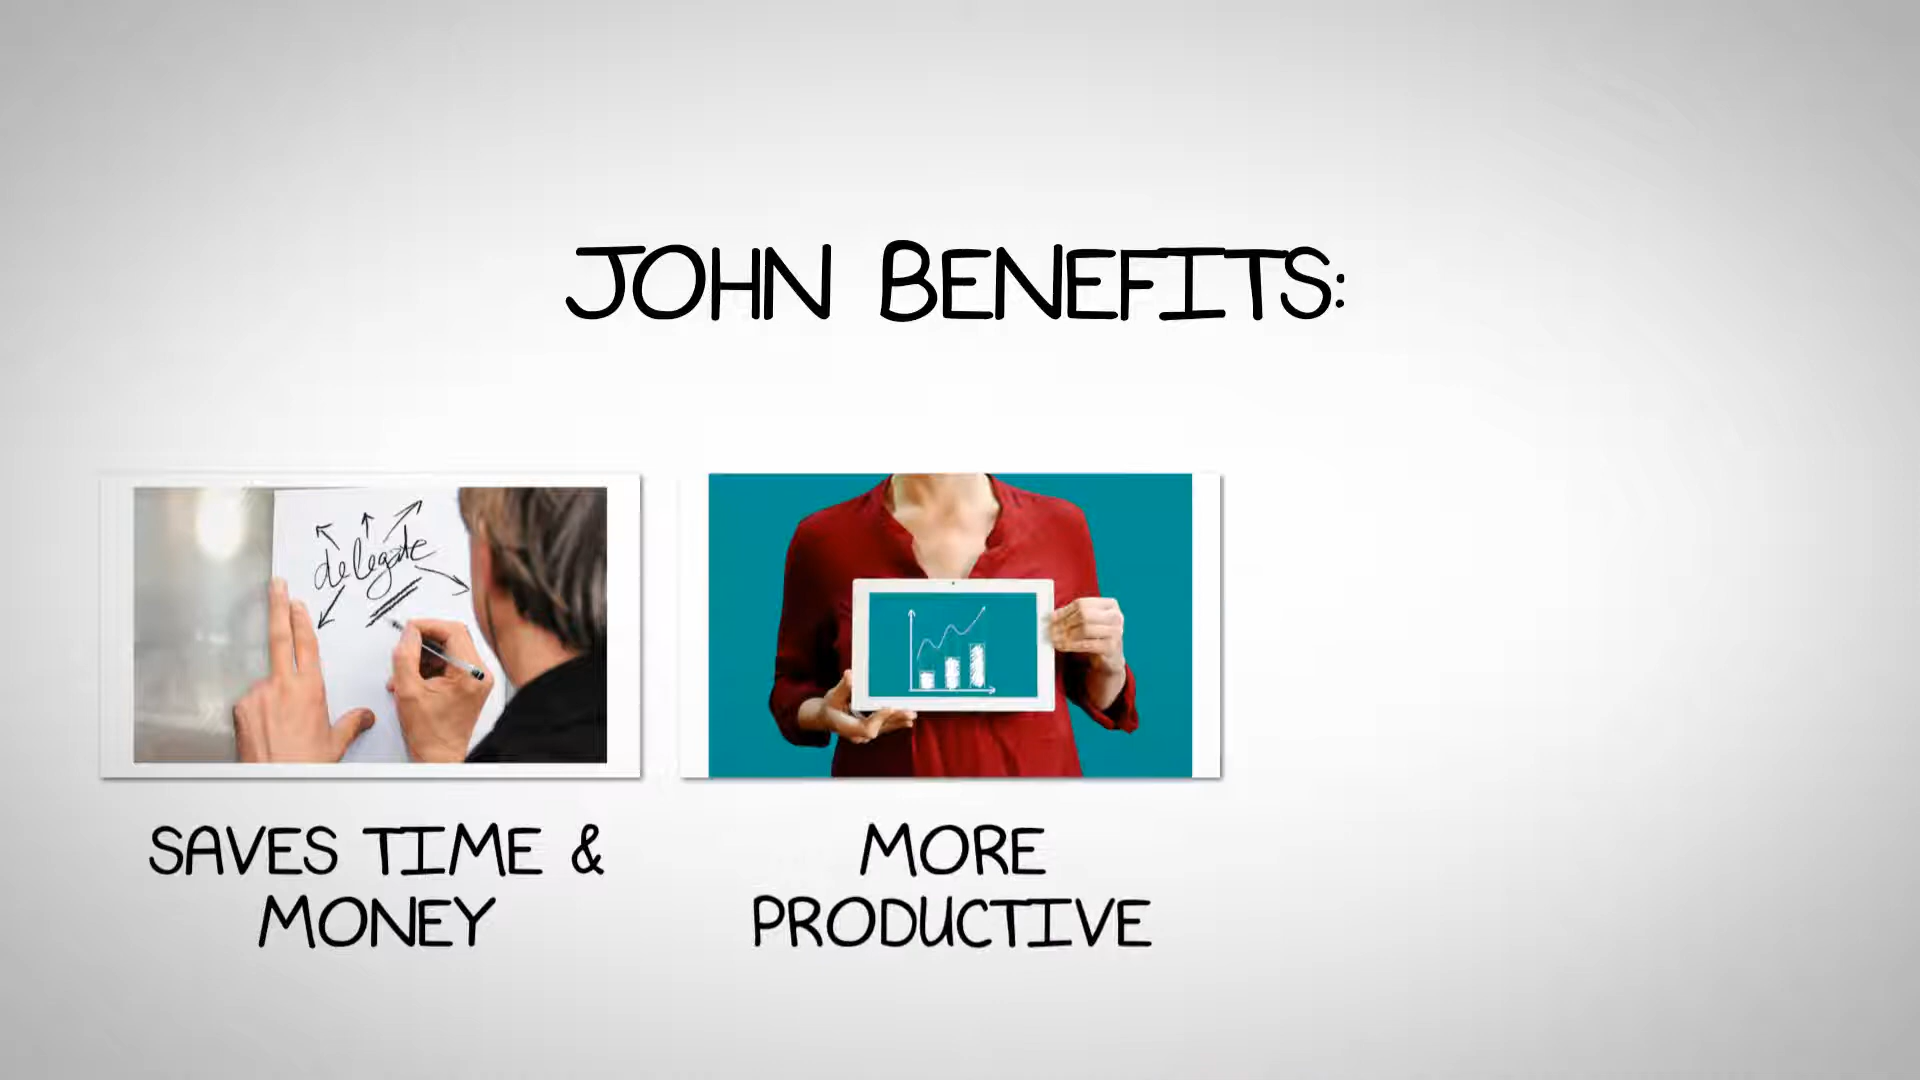 JOHN BENEFITS:
delegate
SAVES TIME &
MONEY
MORE
PRODUCTIVE